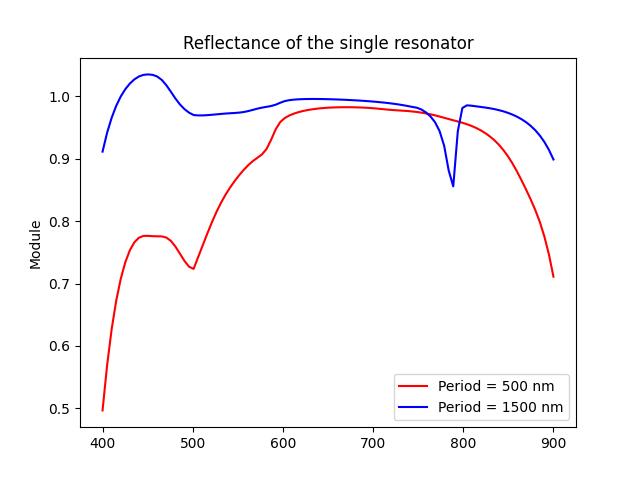 Reflectance of the single resonator
1.0
0.9
0.8
0.7
0.6
0.5
Module
400 500 600 700 800 900
Period = 500 nm
Period = 1500 nm